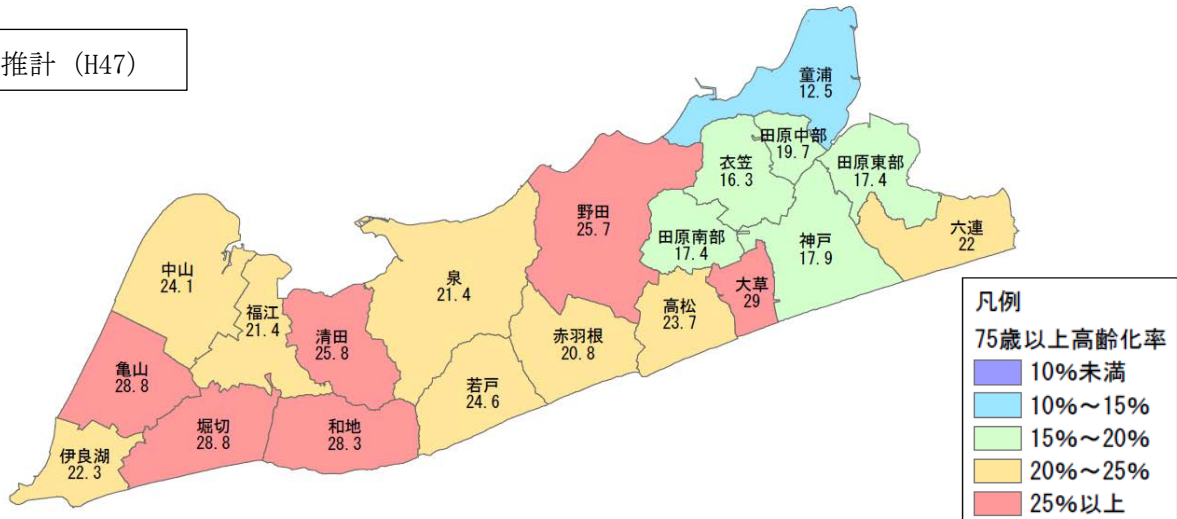 推計 (H47)
童浦
12.5
田原中部
19.7
衣笠
16.3
田原東部
17.4
野田
25.7
田原南部
17.4
神戸
17.9
六連
22
大草
29
中山
24.1
泉
21.4
福江
21.4
清田
25.8
高松
23.7
赤羽根
20.8
亀山
28.8
若戸
24.6
堀切
28.8
和地
28.3
伊良湖
22.3
凡例
75歳以上高齢化率
10%未満
10%～15%
15%～20%
20%～25%
25%以上